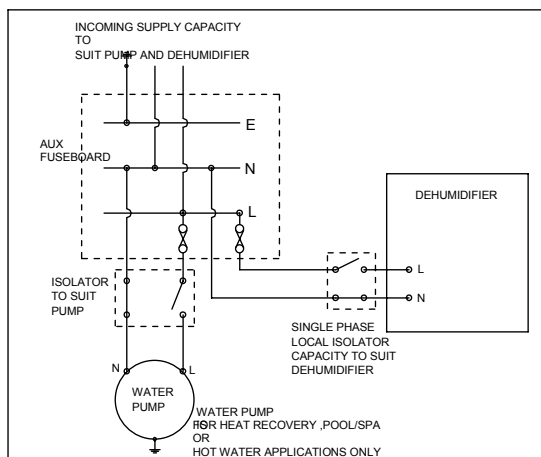 INCOMING SUPPLY CAPACITY
TO
SUIT PUMP AND DEHUMIDIFIER
E
AUX
FUSEBOARD
N
DEHUMIDIFIER
L
L
ISOLATOR
TO SUIT
PUMP
N
SINGLE PHASE
LOCAL ISOLATOR
CAPACITY TO SUIT
DEHUMIDIFIER
N
L
WATER
PUMP
WATER PUMP
IS
FOR HEAT RECOVERY ,POOL/SPA
OR
HOT WATER APPLICATIONS ONLY